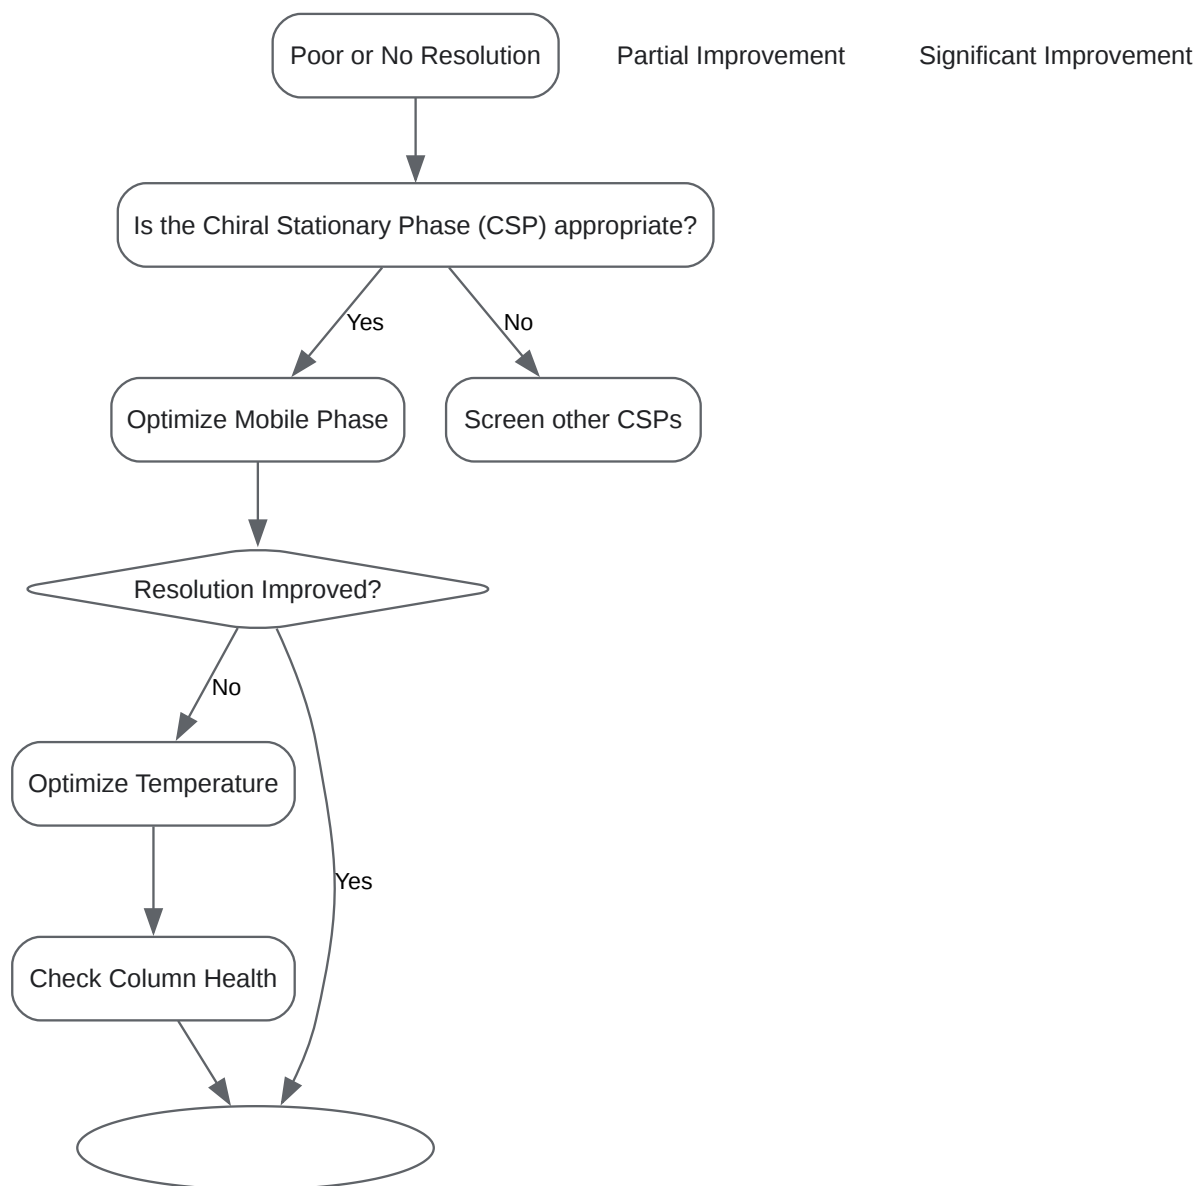 Poor or No Resolution
Partial Improvement
Significant Improvement
Is the Chiral Stationary Phase (CSP) appropriate?
Yes
No
Optimize Mobile Phase
Screen other CSPs
Resolution Improved?
No
Optimize Temperature
Yes
Check Column Health